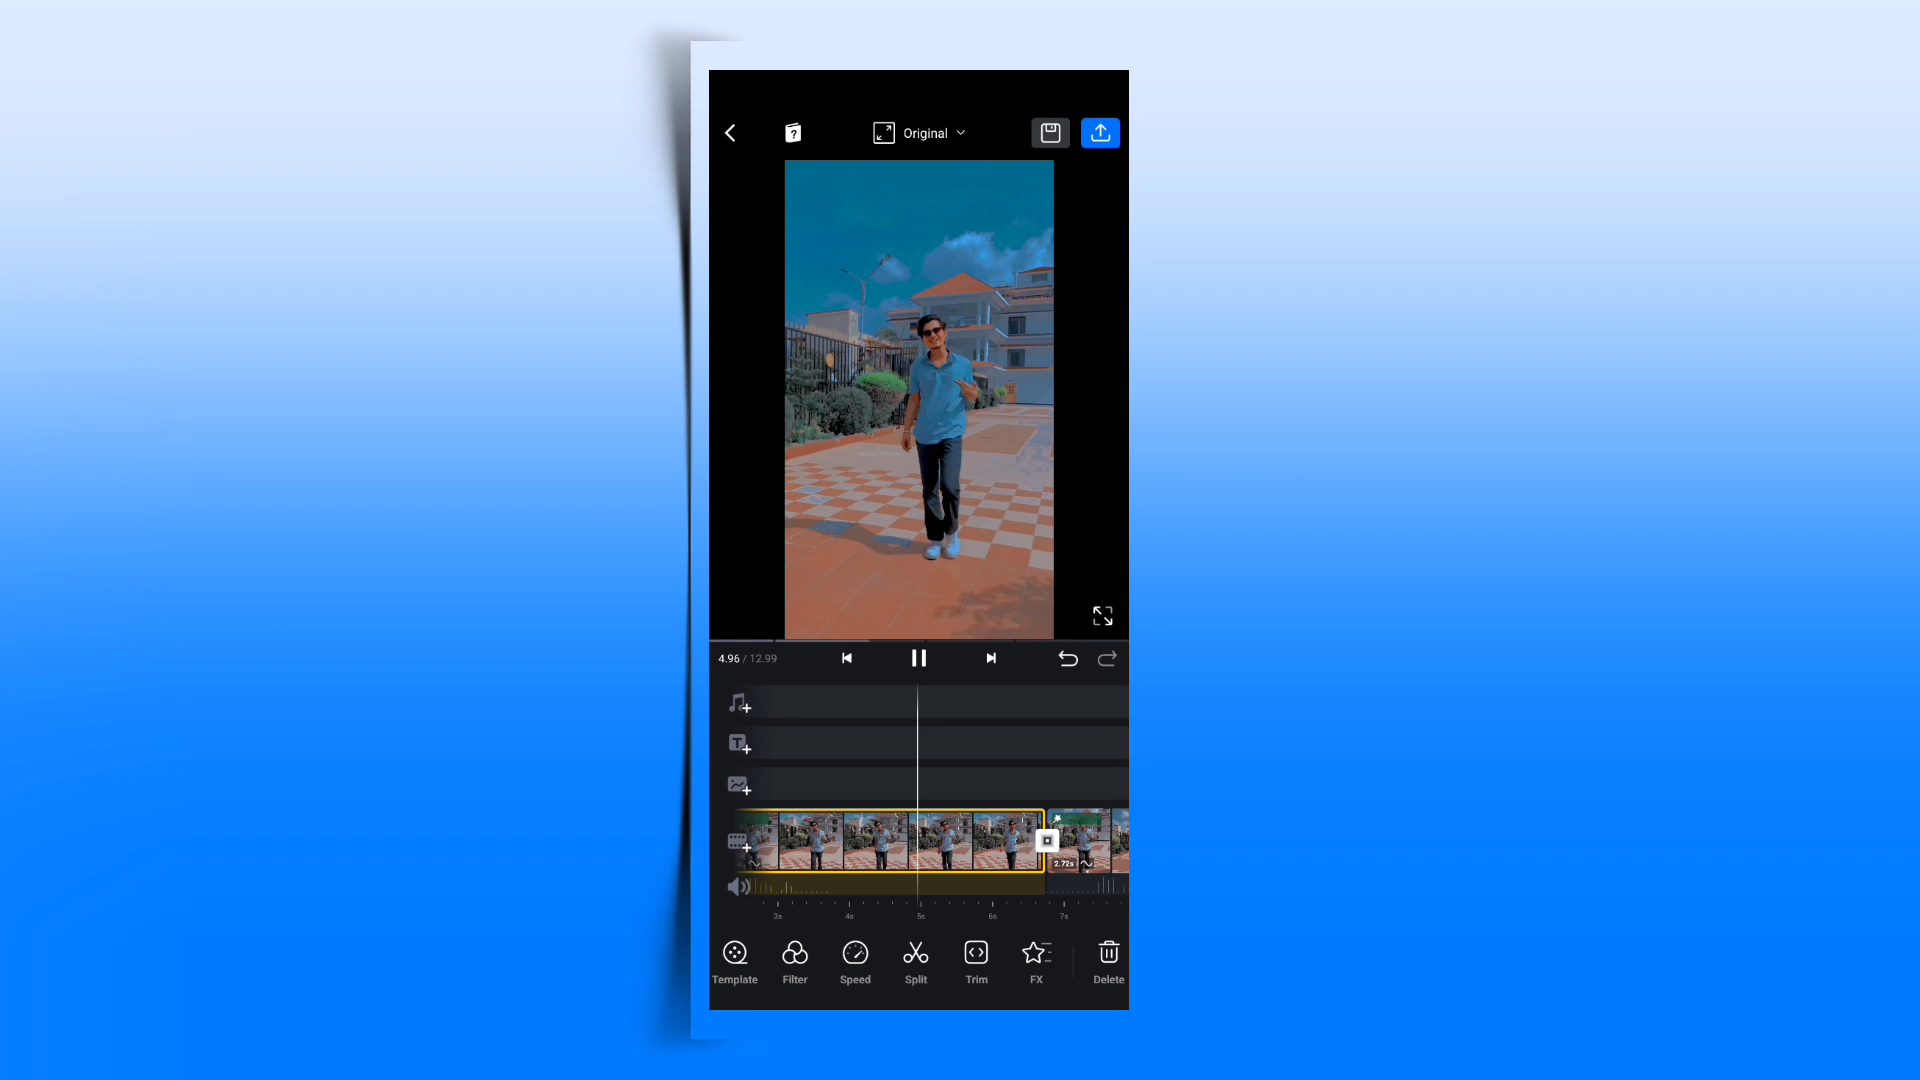 Original
4.96 / 12.99
2.72s
3s 4s 5s 6s 7s
Template Filter Speed Split Trim FX Delete